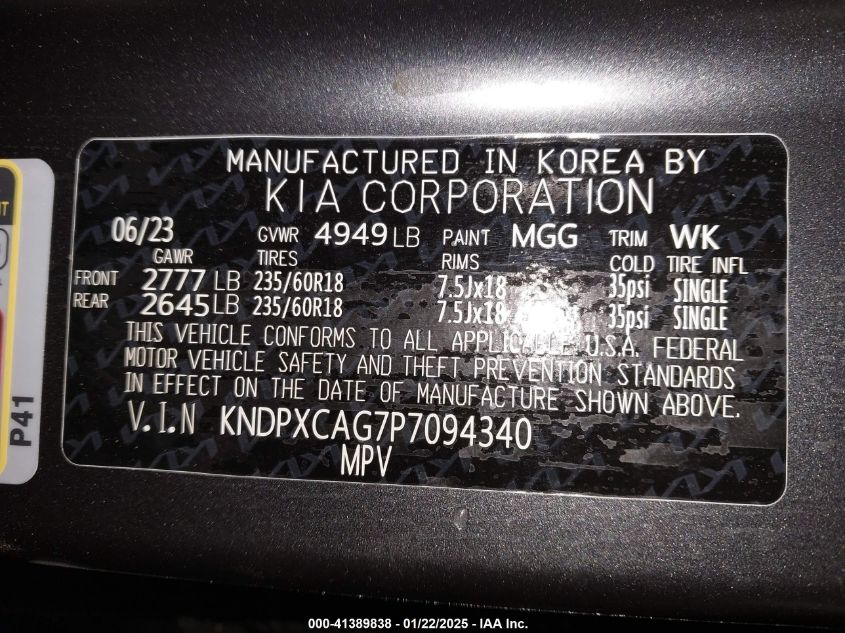 MANUFACTURED IN KOREA BY
KIA CORPORATION
06/23 GVWR 4949 LB PAINT MGG TRIM WK
GAWR TIRES RIMS COLD TIRE INFL
FRONT 2777 LB 235/60R18 7.5Jx18 35psi SINGLE
REAR 2645 LB 235/60R18 7.5Jx18 35psi SINGLE
THIS VEHICLE CONFORMS TO ALL APPLICABLE U.S.A. FEDERAL
MOTOR VEHICLE SAFETY AND THEFT PREVENTION STANDARDS
IN EFFECT ON THE DATE OF MANUFACTURE SHOWN ABOVE.
V.I.N KNDPXCAG7P7094340
MPV
P41
000-41389838 - 01/22/2025 - IAA Inc.